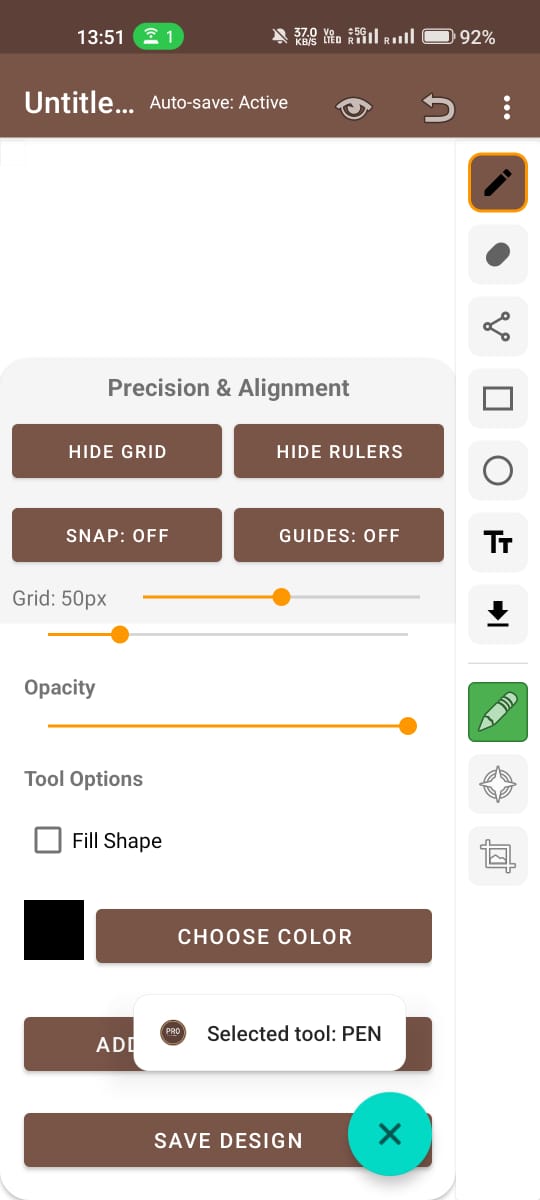 13:51
1
37.0 KB/S
Vo LTED
5G
R
R
92%
Untitle...
Auto-save: Active
Precision & Alignment
HIDE GRID
HIDE RULERS
SNAP: OFF
GUIDES: OFF
Grid: 50px
Opacity
Tool Options
Fill Shape
CHOOSE COLOR
ADD
PRO
Selected tool: PEN
SAVE DESIGN
TT